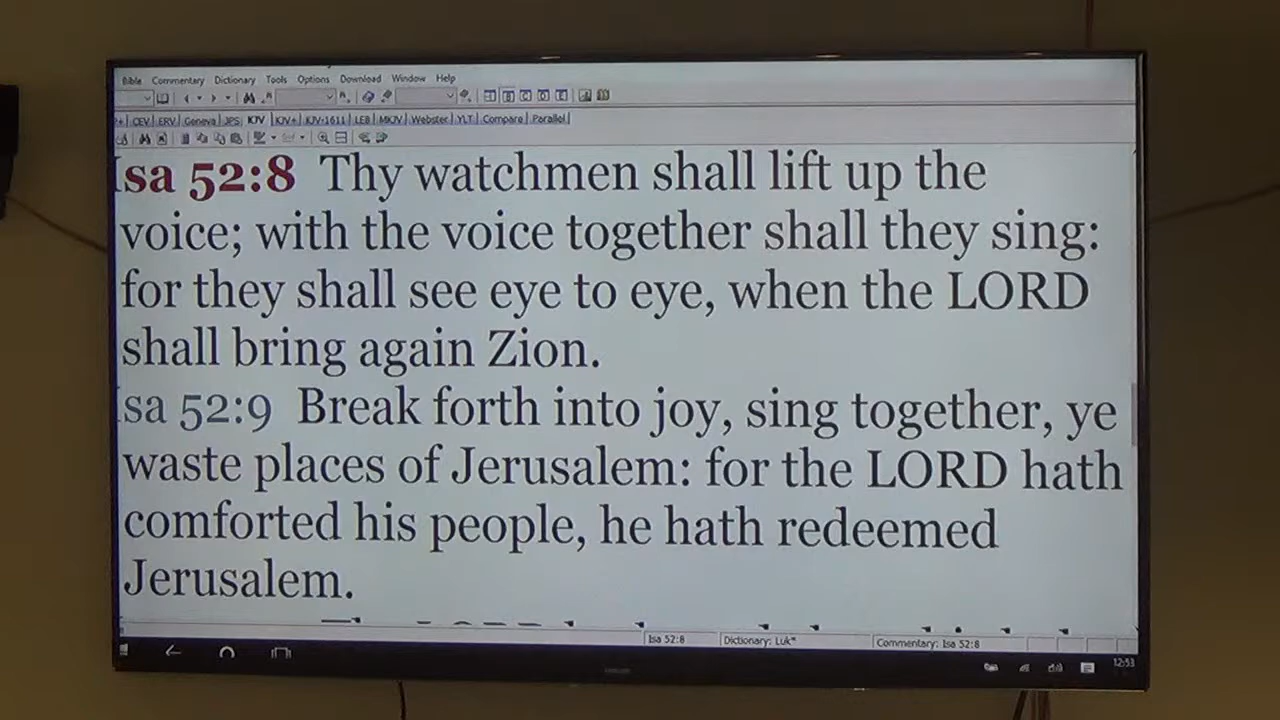 Bible Commentary Dictionary Tools Options Download Window Help
CEV ERV Geneva JPS KJV KJV+ KJV-1611 LEB MKJV Webster YLT Compare Parallel
Isa 52:8 Thy watchmen shall lift up the
voice; with the voice together shall they sing:
for they shall see eye to eye, when the LORD
shall bring again Zion.
Isa 52:9 Break forth into joy, sing together, ye
waste places of Jerusalem: for the LORD hath
comforted his people, he hath redeemed
Jerusalem.
Isa 52:8 Dictionary: Luk* Commentary: Isa 52:8
12:53